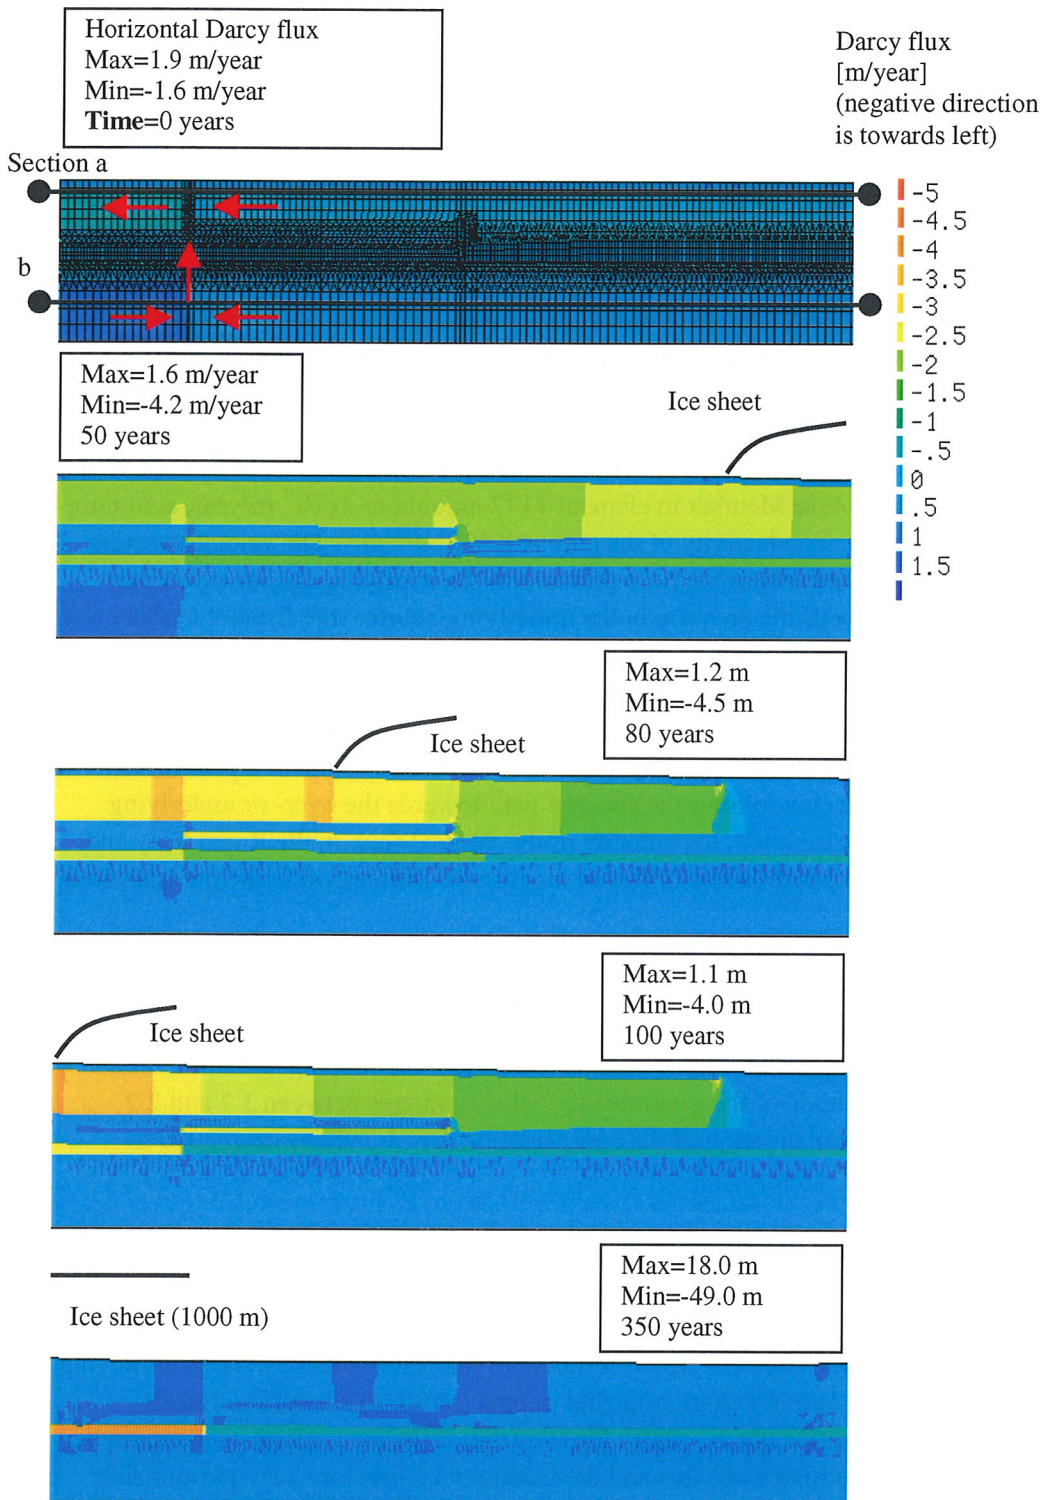 Horizontal Darcy flux
Max=1.9 m/year
Min=-1.6 m/year
Time=0 years
Darcy flux
[m/year]
(negative direction
is towards left)
Section a
b
-5
-4.5
-4
-3.5
-3
-2.5
-2
-1.5
-1
-.5
0
.5
1
1.5
Max=1.6 m/year
Min=-4.2 m/year
50 years
Ice sheet
Max=1.2 m
Min=-4.5 m
80 years
Ice sheet
Max=1.1 m
Min=-4.0 m
100 years
Ice sheet
Max=18.0 m
Min=-49.0 m
350 years
Ice sheet (1000 m)